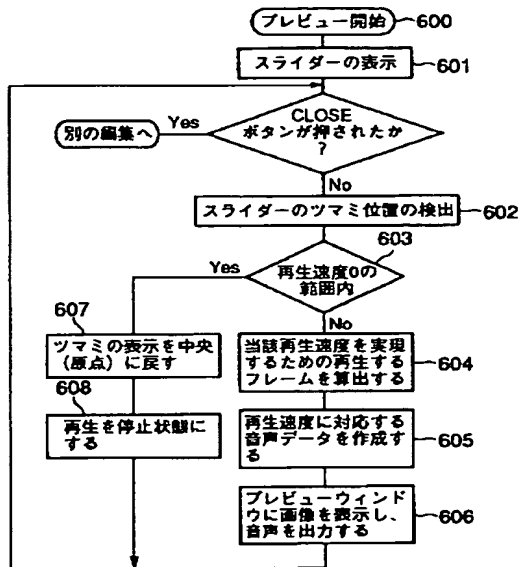 プレビュー開始 600
スライダーの表示 601
CLOSE
ボタンが押されたか
?
Yes
別の編集へ
No
スライダーのツマミ位置の検出 602
603
再生速度0の
範囲内
Yes
No
607
ツマミの表示を中央
(原点)に戻す
608
再生を停止状態に
する
当該再生速度を実現
するための再生する
フレームを算出する
604
再生速度に対応する
音声データを作成す
る
605
プレビューウィンド
ウに画像を表示し、
音声を出力する
606